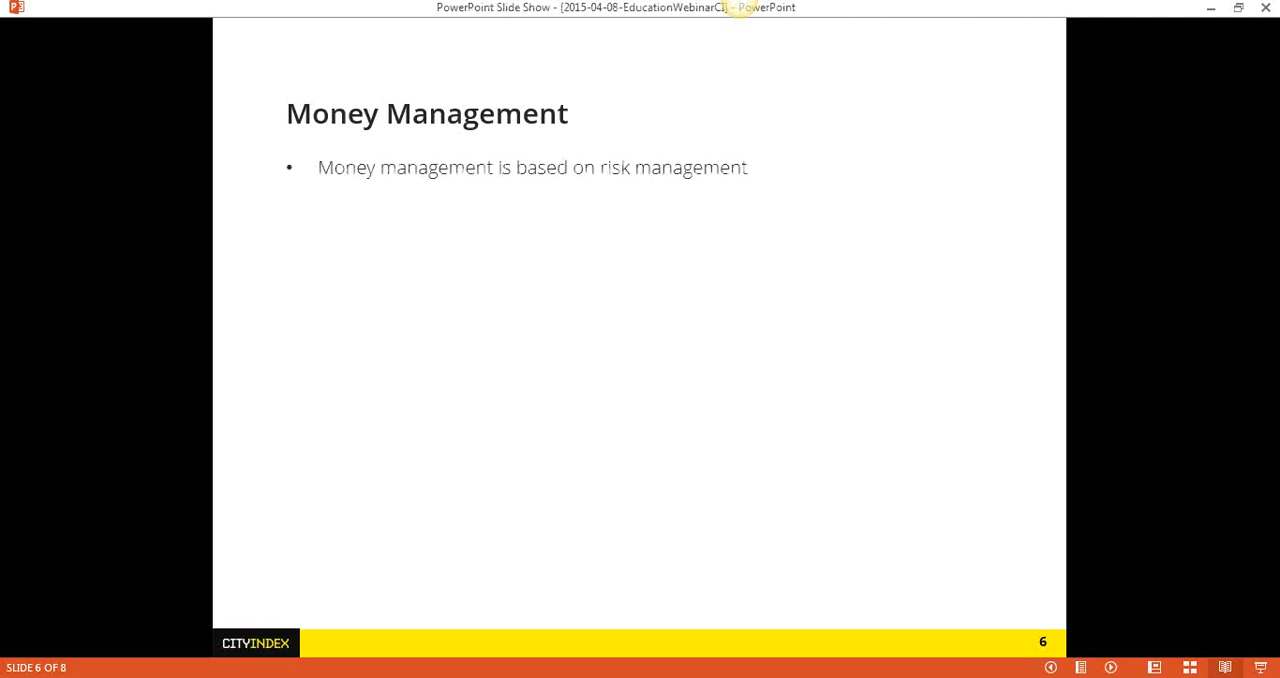 PowerPoint Slide Show - [2015-04-08-EducationWebinarCI] - PowerPoint
Money Management
• Money management is based on risk management
CITYINDEX
6
SLIDE 6 OF 8